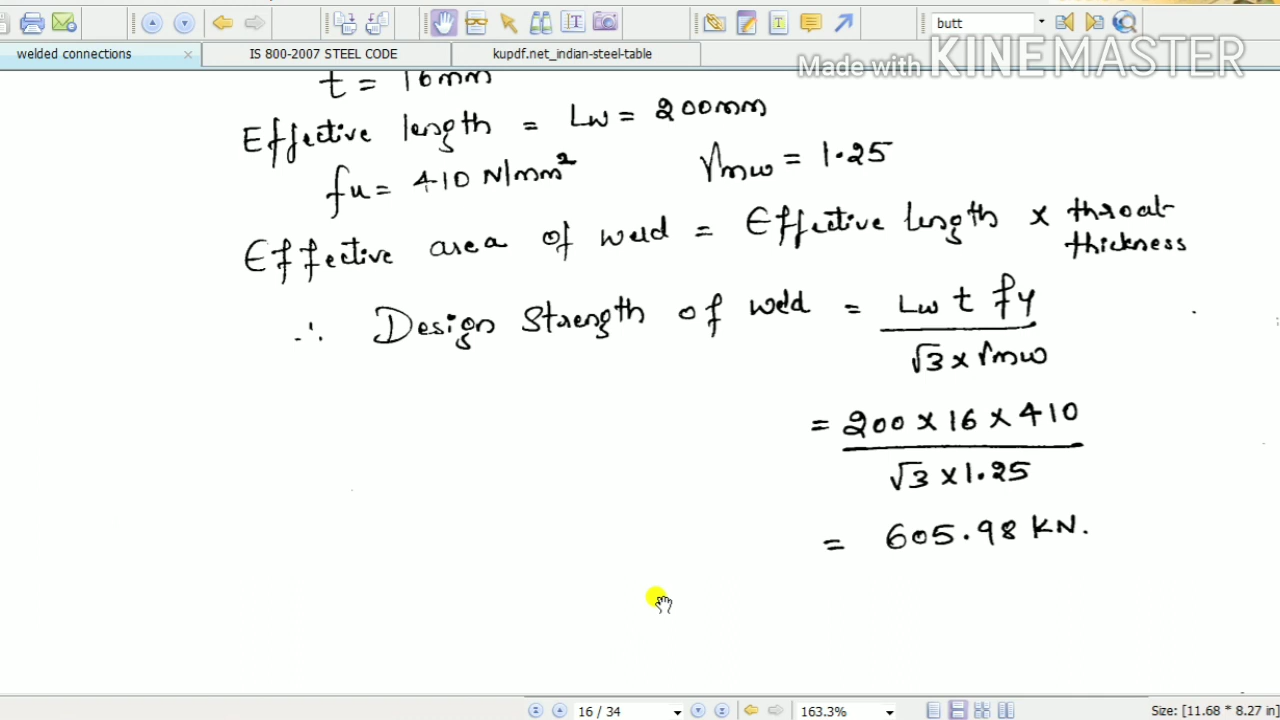 butt
welded connections × IS 800-2007 STEEL CODE kupdf.net_indian-steel-table
Made with KINEMASTER
t = 16mm
Effective length = Lw = 200mm
fu = 410 N/mm² γmw = 1.25
Effective area of weld = Effective length × throat thickness
∴ Design Strength of weld = Lw t fy / √3 × γmw
= 200 × 16 × 410 / √3 × 1.25
= 605.98 KN.
16 / 34 163.3% Size: [11.68 * 8.27 in]